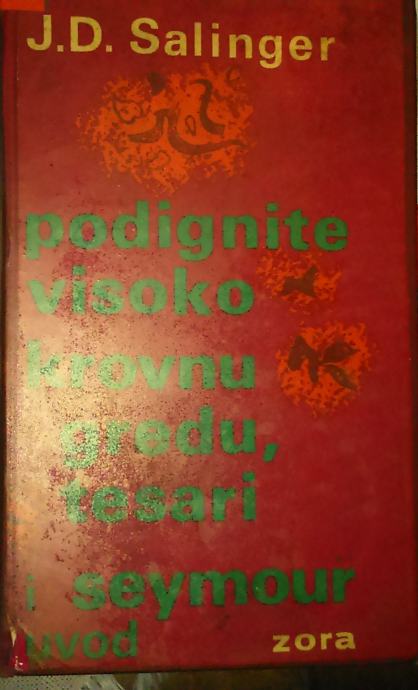 J.D. Salinger
podignite
visoko
krovnu
gredu,
tesari
i seymour
uvod zora